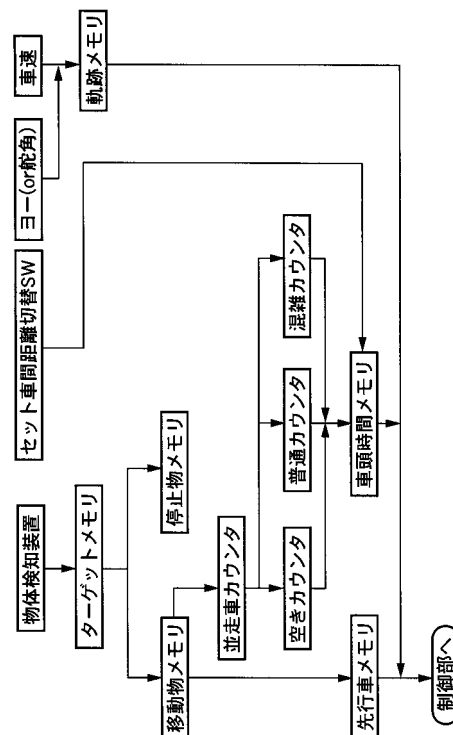 物体検知装置
セット車間距離切替SW
ヨー(or舵角)
車速
ターゲットメモリ
軌跡メモリ
移動物メモリ
停止物メモリ
並走車カウンタ
空きカウンタ
普通カウンタ
混雑カウンタ
先行車メモリ
車頭時間メモリ
制御部へ